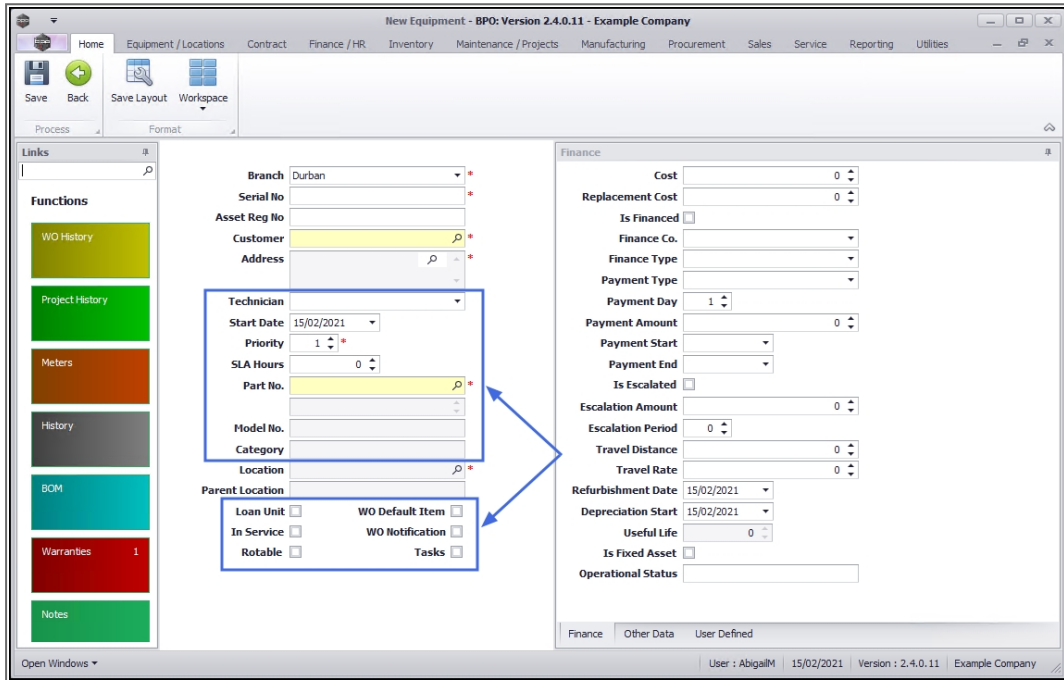 New Equipment - BPO: Version 2.4.0.11 - Example Company
Home Equipment / Locations Contract Finance / HR Inventory Maintenance / Projects Manufacturing Procurement Sales Service Reporting Utilities
Save Back Save Layout Workspace
Process Format
Links
Functions
WO History
Project History
Meters
History
BOM
Warranties 1
Notes
Branch Durban *
Serial No *
Asset Reg No
Customer *
Address *
Technician
Start Date 15/02/2021
Priority 1 *
SLA Hours 0
Part No. *
Model No.
Category
Location *
Parent Location
Loan Unit WO Default Item
In Service WO Notification
Rotable Tasks
Finance
Cost 0
Replacement Cost 0
Is Financed
Finance Co.
Finance Type
Payment Type
Payment Day 1
Payment Amount 0
Payment Start
Payment End
Is Escalated
Escalation Amount 0
Escalation Period 0
Travel Distance 0
Travel Rate 0
Refurbishment Date 15/02/2021
Depreciation Start 15/02/2021
Useful Life 0
Is Fixed Asset
Operational Status
Finance Other Data User Defined
Open Windows User : AbigailM 15/02/2021 Version : 2.4.0.11 Example Company